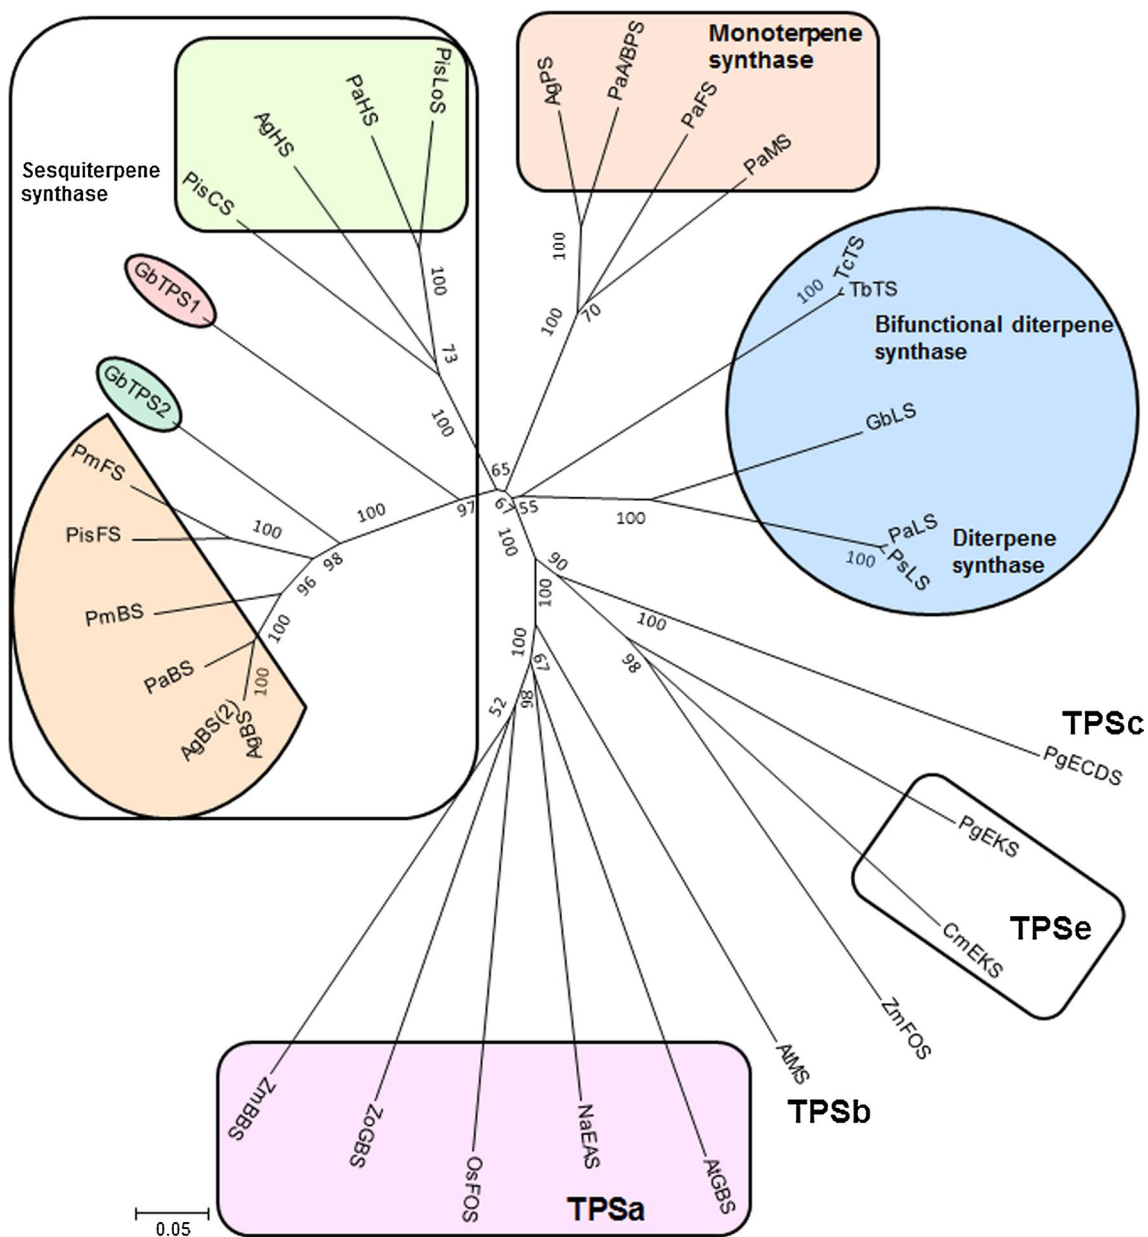 Sesquiterpene
synthase
PisCS
AgHS
PaHS
PisLoS
GbTPS1
GbTPS2
PmFS
PisFS
PmBS
PaBS
AgBS(2)
AgBS
100
73
100
97
100
100
98
96
100
100
Monoterpene
synthase
AgPS
PaA/BPS
PaFS
PaMS
100
100
70
65
67
55
TcTS
TbTS
100
Bifunctional diterpene
synthase
GbLS
PaLS
PsLS
100
100
Diterpene
synthase
100
90
100
100
98
100
67
98
52
TPSc
PgECDS
PgEKS
CmEKS
TPSe
ZmFOS
AtMS
TPSb
ZmBBS
ZoGBS
OsFOS
NaEAS
AtGBS
TPSa
0.05